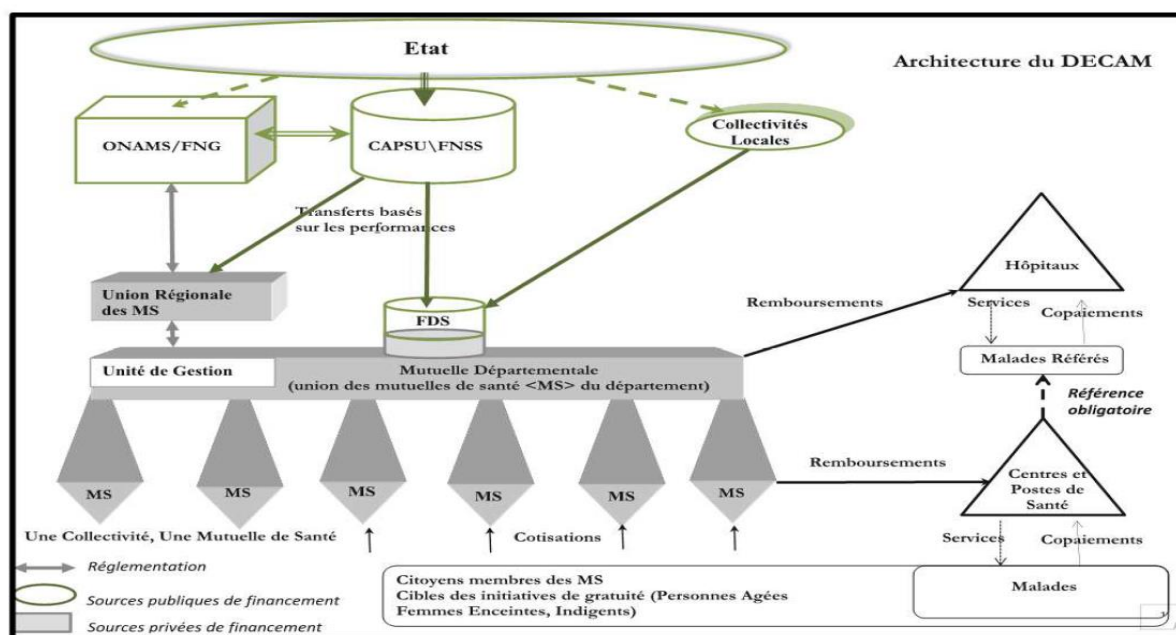 Etat
Architecture du DECAM
ONAMS/FNG
CAPSU\FNSS
Collectivités
Locales
Transferts basés
sur les performances
Union Régionale
des MS
FDS
Remboursements
Hôpitaux
Services
Copaiements
Malades Référés
Référence
obligatoire
Unité de Gestion
Mutuelle Départementale
(union des mutuelles de santé <MS> du département)
MS
MS
MS
MS
MS
MS
Remboursements
Centres et
Postes de
Santé
Services
Copaiements
Une Collectivité, Une Mutuelle de Santé
Cotisations
Réglementation
Sources publiques de financement
Sources privées de financement
Citoyens membres des MS
Cibles des initiatives de gratuité (Personnes Agées
Femmes Enceintes, Indigents)
Malades